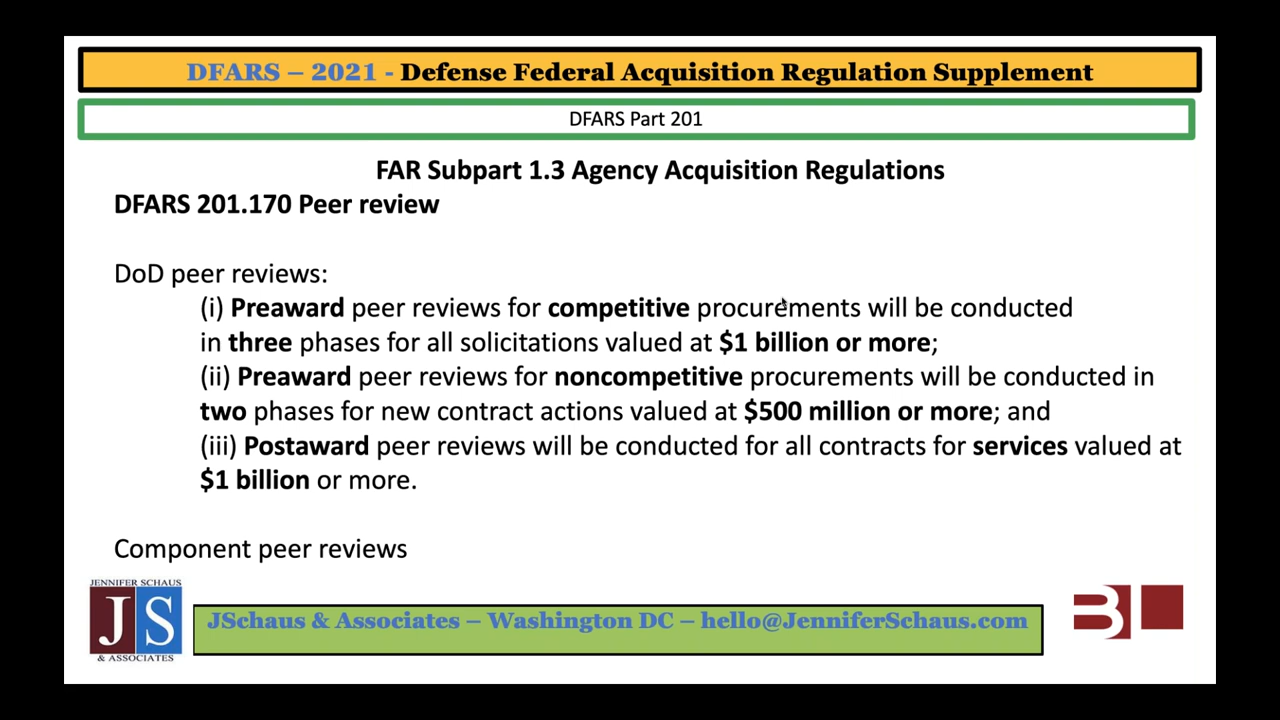 DFARS – 2021 - Defense Federal Acquisition Regulation Supplement
DFARS Part 201
FAR Subpart 1.3 Agency Acquisition Regulations
DFARS 201.170 Peer review
DoD peer reviews:
(i) Preaward peer reviews for competitive procurements will be conducted
in three phases for all solicitations valued at $1 billion or more;
(ii) Preaward peer reviews for noncompetitive procurements will be conducted in
two phases for new contract actions valued at $500 million or more; and
(iii) Postaward peer reviews will be conducted for all contracts for services valued at
$1 billion or more.
Component peer reviews
JENNIFER SCHAUS
JS
& ASSOCIATES
JSchaus & Associates – Washington DC – hello@JenniferSchaus.com
B